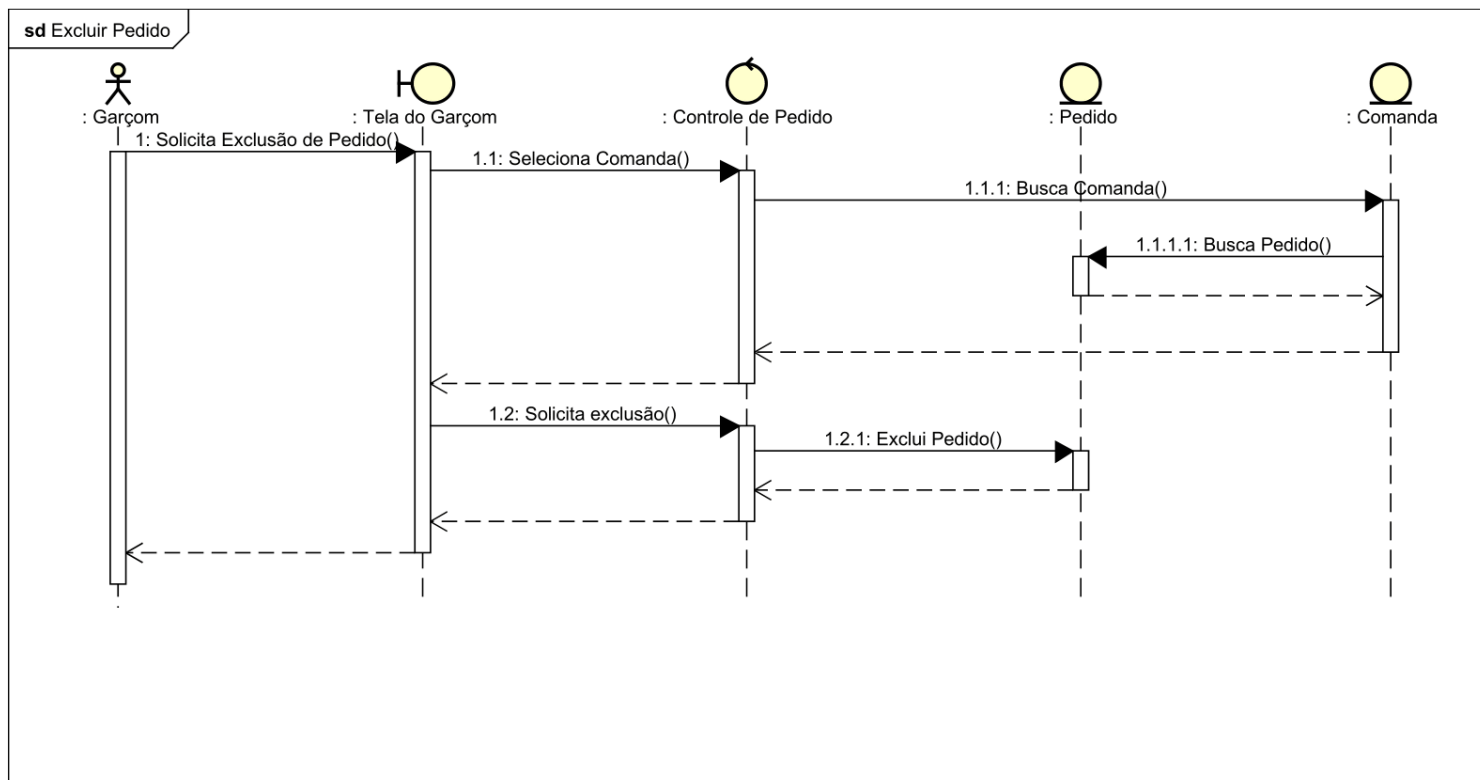 sd Excluir Pedido
: Garçom
: Tela do Garçom
: Controle de Pedido
: Pedido
: Comanda
1: Solicita Exclusão de Pedido()
1.1: Seleciona Comanda()
1.1.1: Busca Comanda()
1.1.1.1: Busca Pedido()
1.2: Solicita exclusão()
1.2.1: Exclui Pedido()